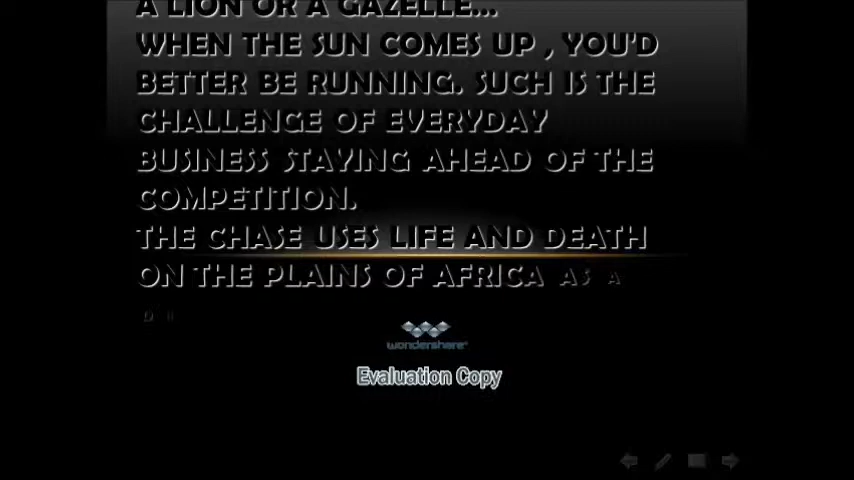 A LION OR A GAZELLE...
WHEN THE SUN COMES UP , YOU'D
BETTER BE RUNNING. SUCH IS THE
CHALLENGE OF EVERYDAY
BUSINESS STAYING AHEAD OF THE
COMPETITION.
THE CHASE USES LIFE AND DEATH
ON THE PLAINS OF AFRICA AS A
wondershare
Evaluation Copy